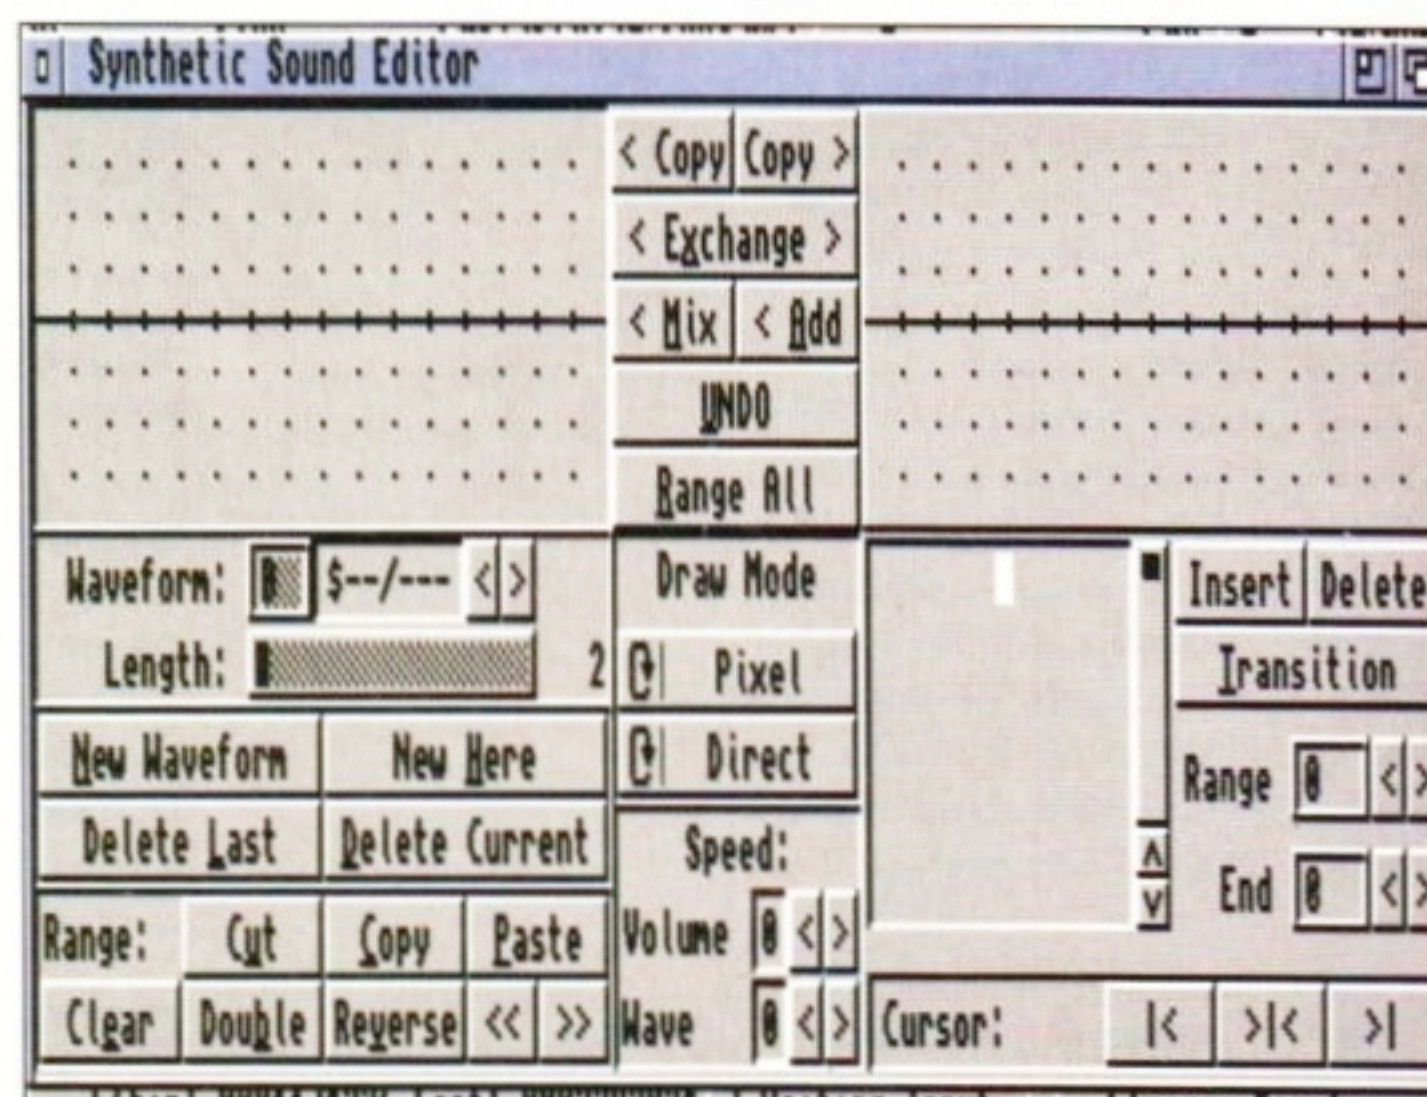 Synthetic Sound Editor
< Copy Copy >
< Exchange >
< Mix < Add
UNDO
Range All
Waveform: 0 $--/--- < >
Length: 2
New Waveform New Here
Delete Last Delete Current
Range: Cut Copy Paste
Clear Double Reverse << >>
Draw Mode
Pixel
Direct
Speed:
Volume 0 < >
Wave 0 < >
Insert Delete
Transition
Range 0 < >
End 0 < >
Cursor: |< >|< >|